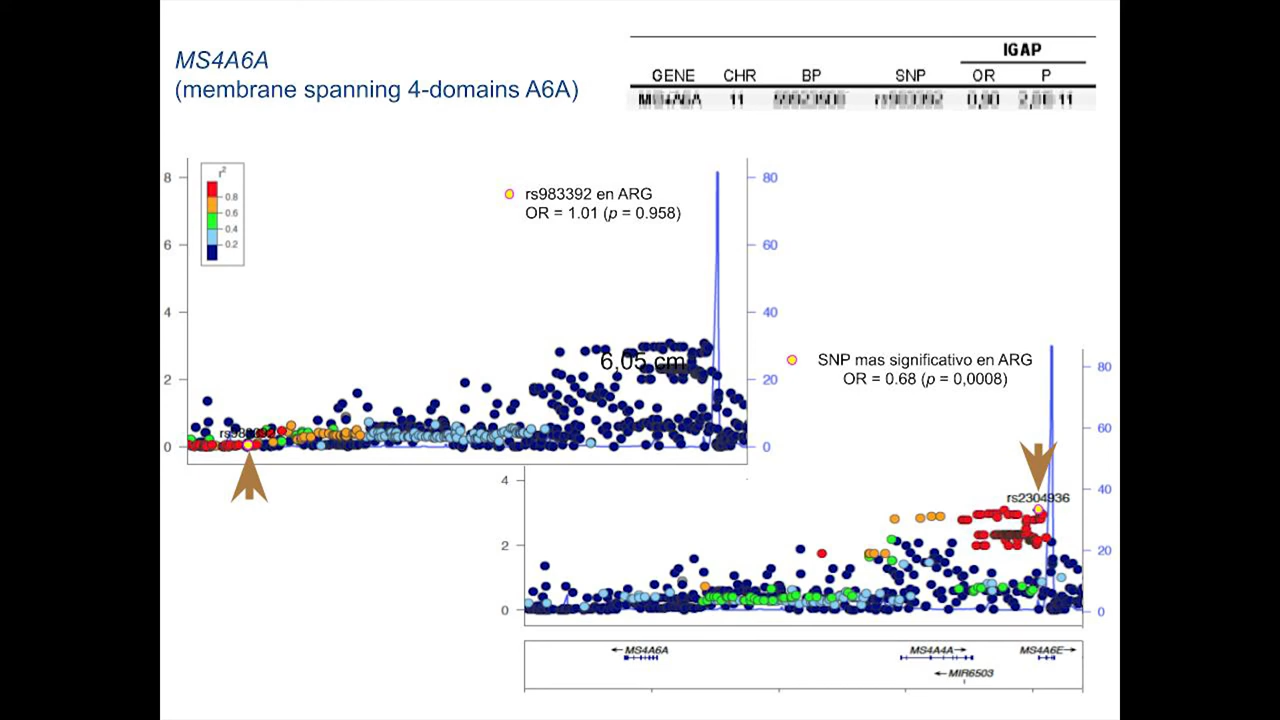 MS4A6A
(membrane spanning 4-domains A6A)
IGAP
GENE CHR BP SNP OR P
MS4A6A 11
8
6
4
2
0
r²
0.8
0.6
0.4
0.2
rs983392 en ARG
OR = 1.01 (p = 0.958)
80
60
40
20
0
6,05 cm
rs983392
SNP mas significativo en ARG
OR = 0.68 (p = 0,0008)
4
2
0
rs2304936
80
60
40
20
0
MS4A6A
MS4A4A
MS4A6E
MIR6503